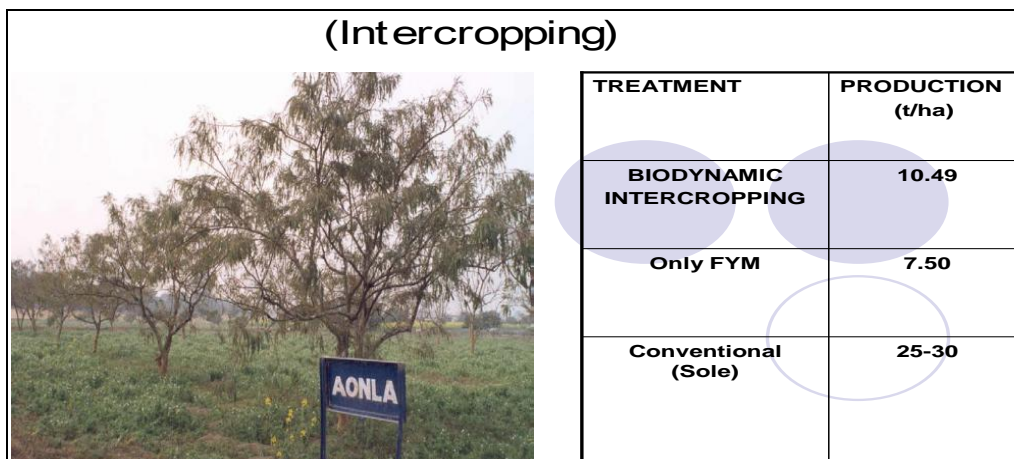 (Intercropping)
AONLA
TREATMENT PRODUCTION
(t/ha)
BIODYNAMIC 10.49
INTERCROPPING
Only FYM 7.50
Conventional 25-30
(Sole)